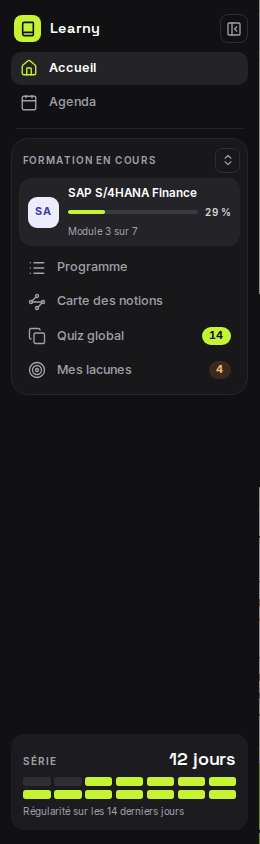 Learny
Accueil
Agenda
FORMATION EN COURS
SA
SAP S/4HANA Finance
29 %
Module 3 sur 7
Programme
Carte des notions
Quiz global 14
Mes lacunes 4
SÉRIE 12 jours
Régularité sur les 14 derniers jours